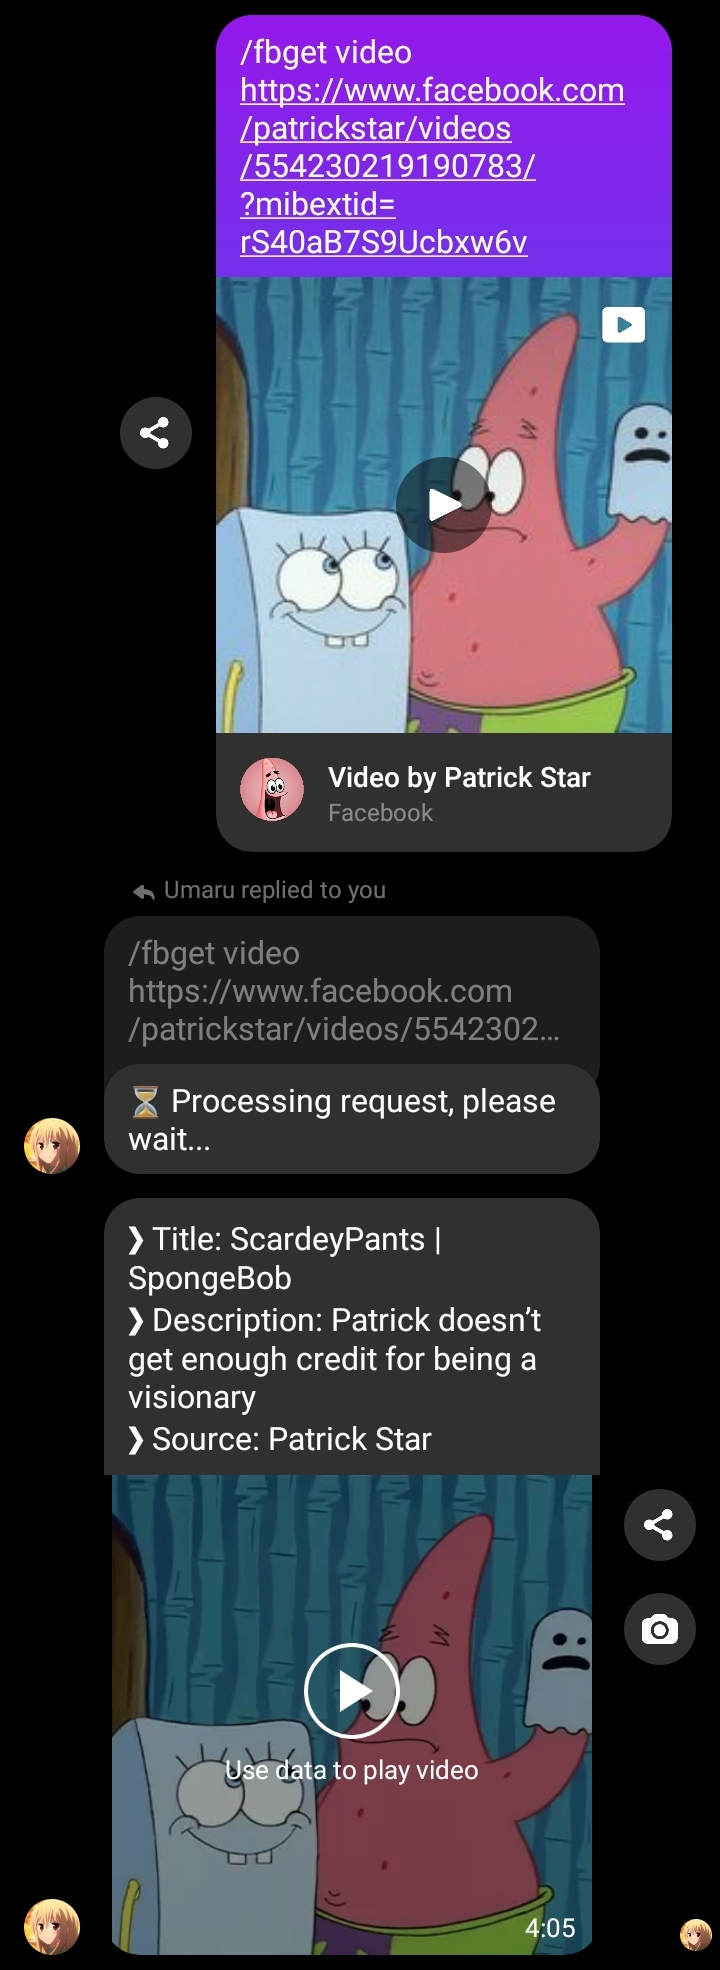 /fbget video
https://www.facebook.com
/patrickstar/videos
/554230219190783/
?mibextid=
rS40aB7S9Ucbxw6v
Video by Patrick Star
Facebook
Umaru replied to you
/fbget video
https://www.facebook.com
/patrickstar/videos/5542302...
⏳ Processing request, please
wait...
❯ Title: ScardeyPants |
SpongeBob
❯ Description: Patrick doesn’t
get enough credit for being a
visionary
❯ Source: Patrick Star
Use data to play video
4:05